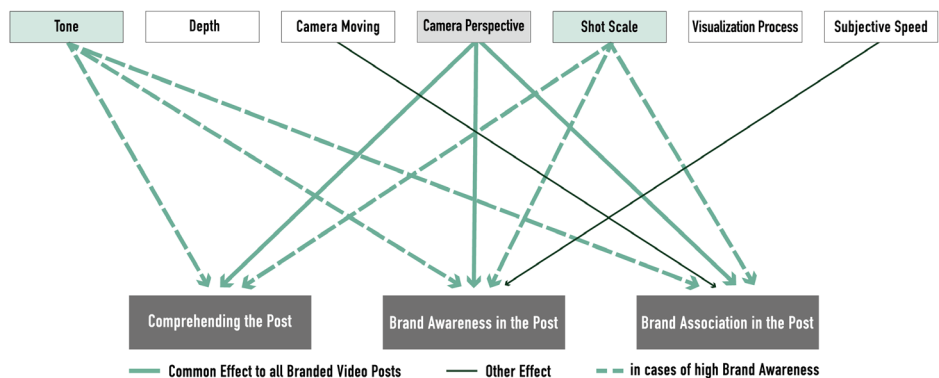 Tone
Depth
Camera Moving
Camera Perspective
Shot Scale
Visualization Process
Subjective Speed
Comprehending the Post
Brand Awareness in the Post
Brand Association in the Post
Common Effect to all Branded Video Posts
Other Effect
in cases of high Brand Awareness